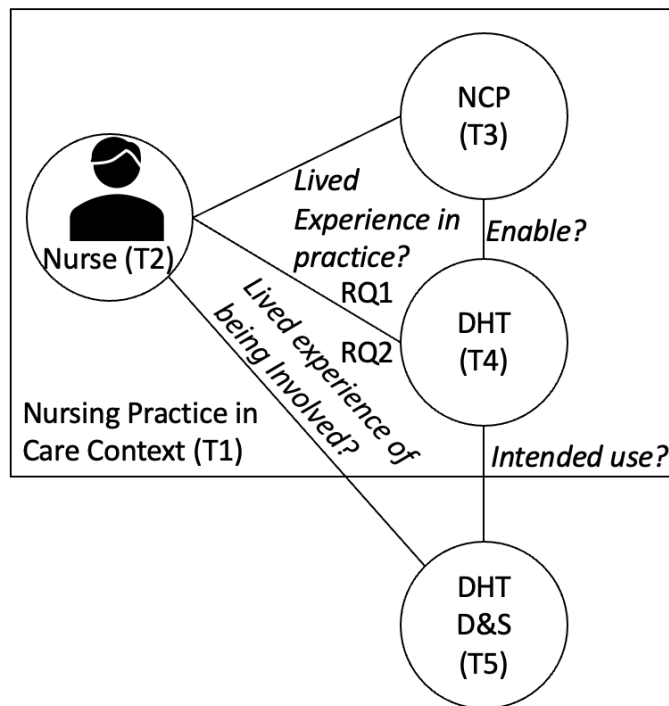 NCP
(T3)
Nurse (T2)
Lived
Experience in
practice?
Enable?
RQ1
RQ2
DHT
(T4)
Lived experience of
being Involved?
Nursing Practice in
Care Context (T1)
Intended use?
DHT
D&S
(T5)